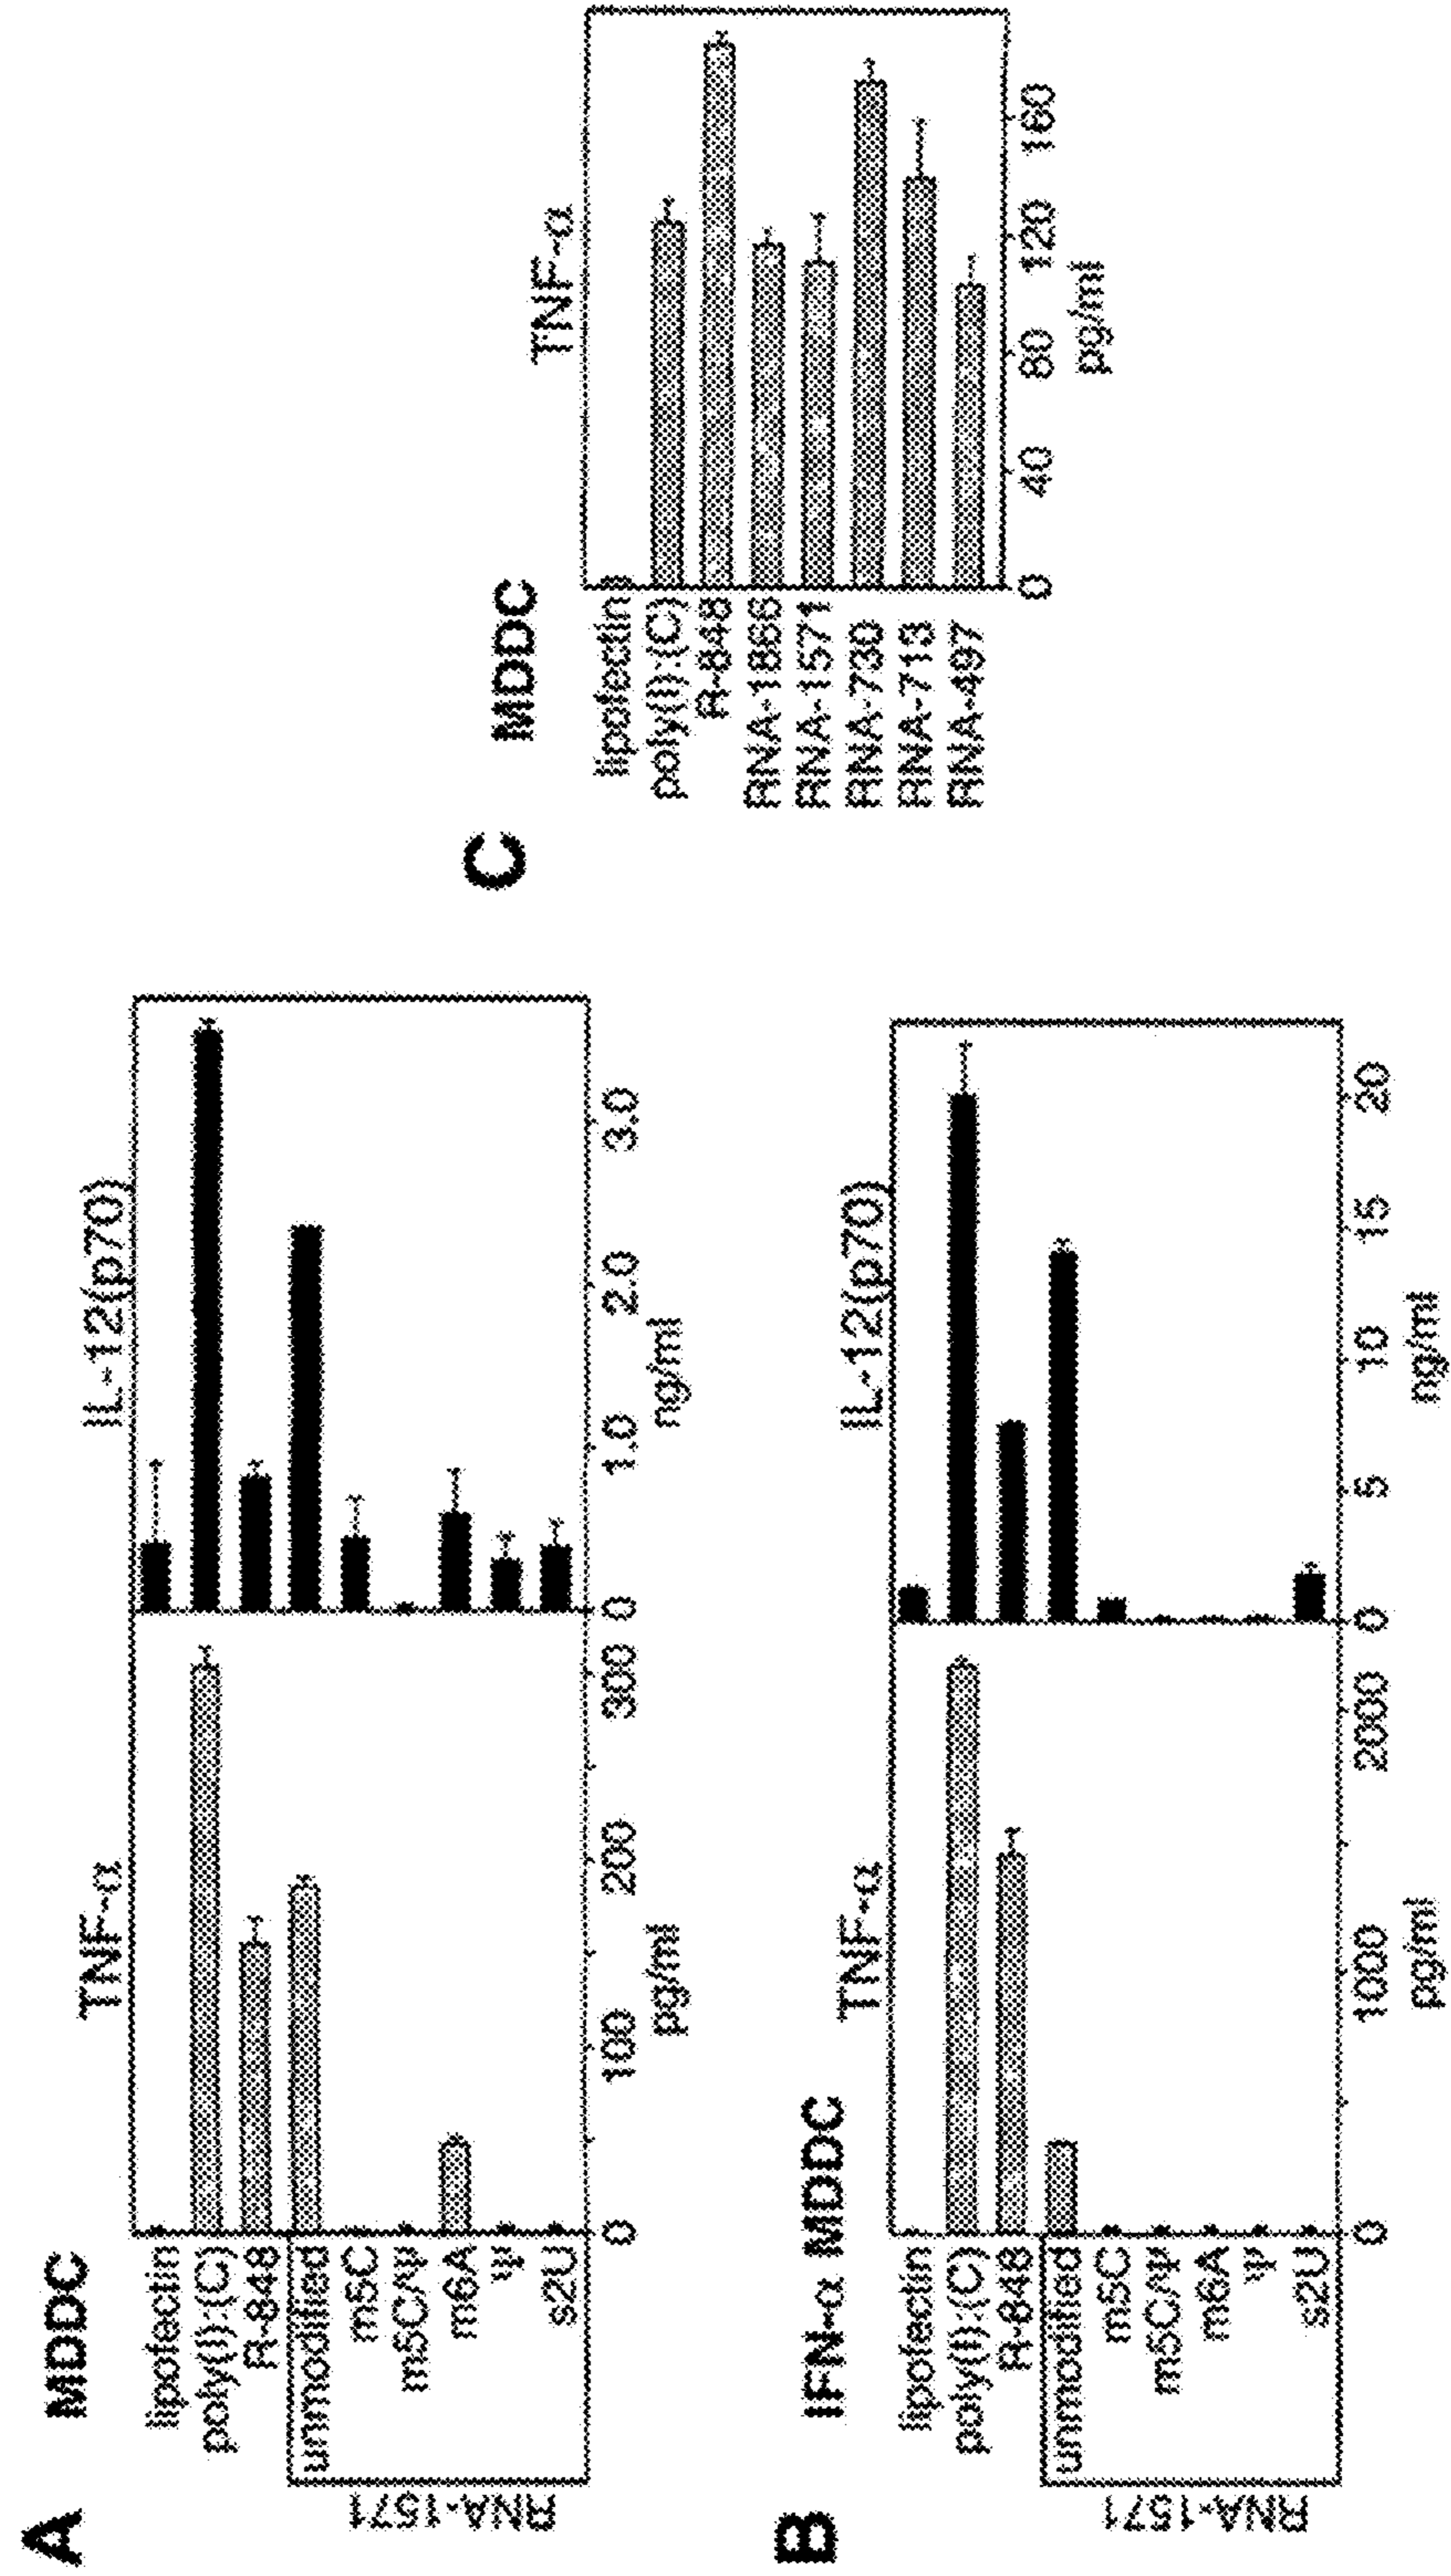 A
MDDC
TNF-α
IL-12(p70)
lipofectin
poly(I):(C)
R-848
unmodified
m5C
m5C/Ψ
m6A
Ψ
s2U
RNA-1571
0 100 200 300
pg/ml
0 1.0 2.0 3.0
ng/ml
B
IFN-α MDDC
TNF-α
IL-12(p70)
lipofectin
poly(I):(C)
R-848
unmodified
m5C
m5C/Ψ
m6A
Ψ
s2U
RNA-1571
0 1000 2000
pg/ml
0 5 10 15 20
ng/ml
C
MDDC
TNF-α
lipofectin
poly(I):(C)
R-848
RNA-1866
RNA-1571
RNA-730
RNA-713
RNA-497
0 40 80 120 160
pg/ml